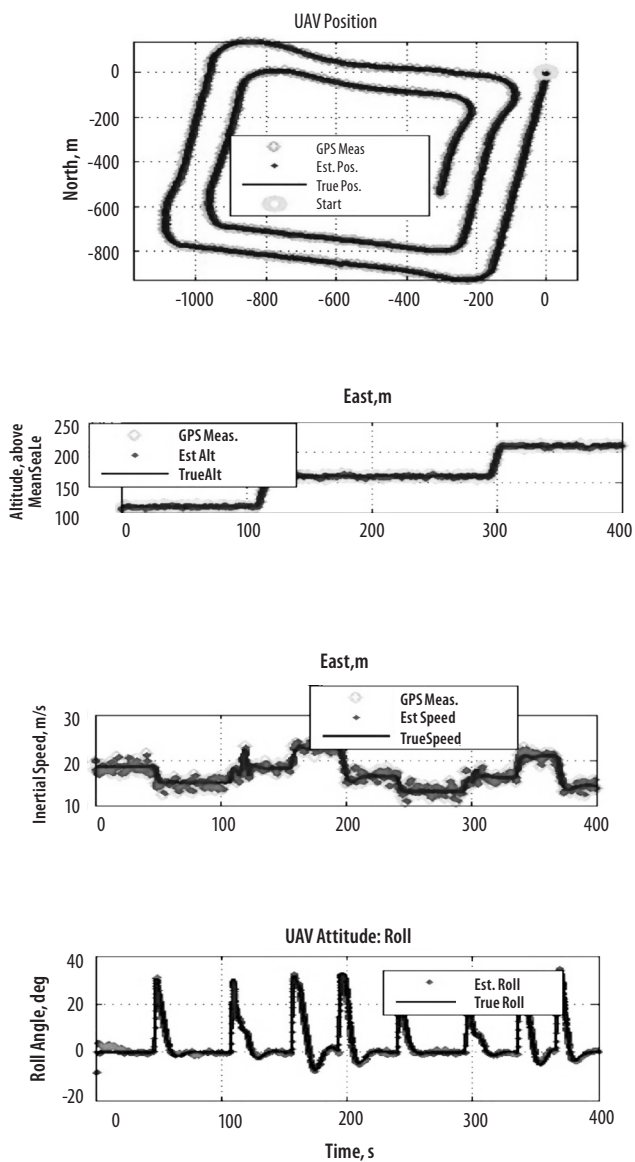 UAV Position
North, m
0
-200
-400
-600
-800
GPS Meas
Est. Pos.
True Pos.
Start
-1000 -800 -600 -400 -200 0
East,m
Altitude, above
MeanSeaLe
250
200
150
100
GPS Meas.
Est Alt
TrueAlt
0 100 200 300 400
East,m
Inertial Speed, m/s
30
20
10
GPS Meas.
Est Speed
TrueSpeed
0 100 200 300 400
UAV Attitude: Roll
Roll Angle, deg
40
20
0
-20
Est. Roll
True Roll
0 100 200 300 400
Time, s